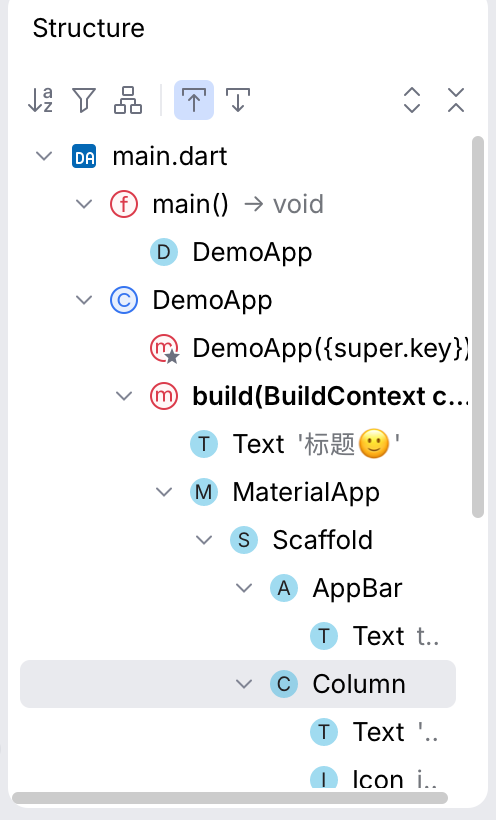 Structure
main.dart
main() → void
DemoApp
DemoApp
DemoApp({super.key})
build(BuildContext c...
Text '标题🙂'
MaterialApp
Scaffold
AppBar
Text t..
Column
Text '..
Icon i..